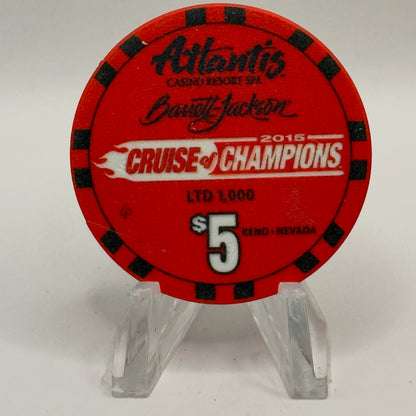 Atlantis
CASINO RESORT SPA
Barrett-Jackson
2015
CRUISE of CHAMPIONS
LTD 1,000
$5
RENO - NEVADA